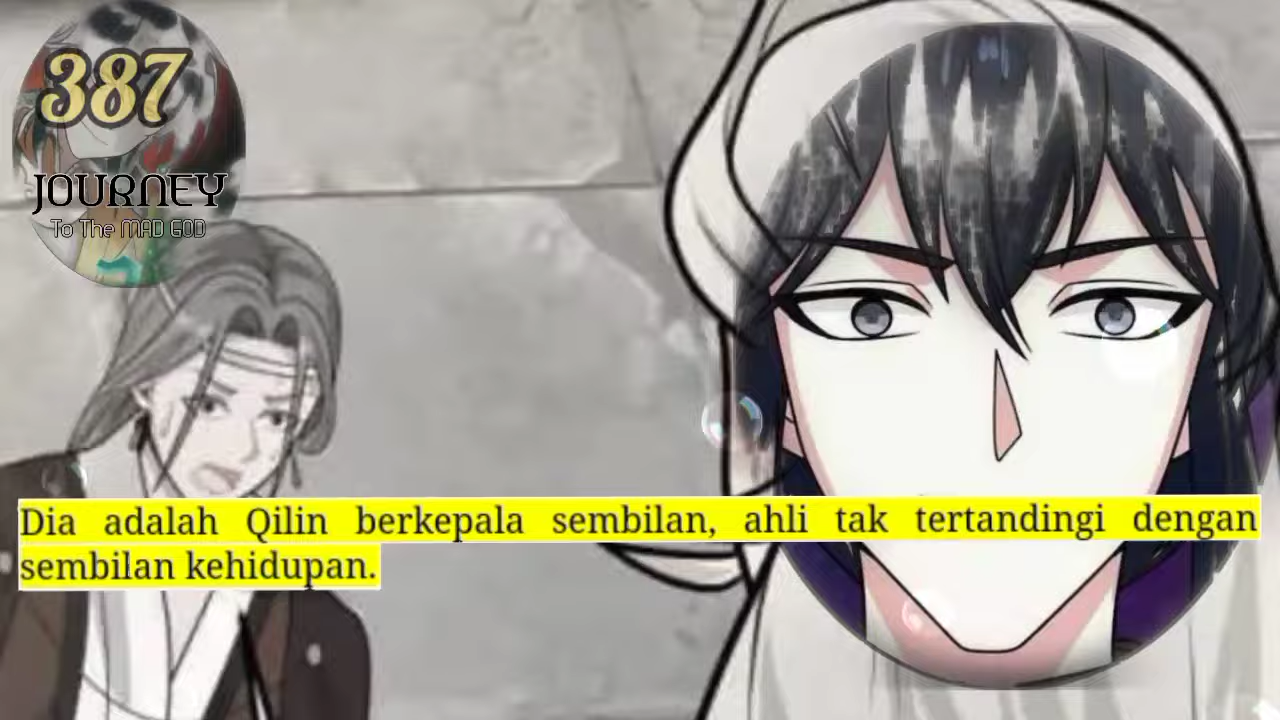 387
JOURNEY
To The MAD GOD
Dia adalah Qilin berkepala sembilan, ahli tak tertandingi dengan
sembilan kehidupan.